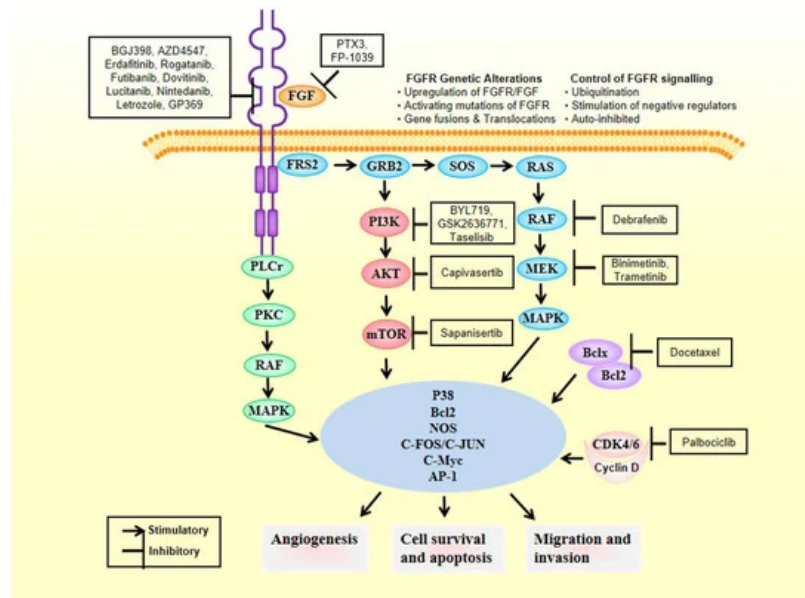 BGJ398, AZD4547,
Erdafitinib, Rogatanib,
Futibanib, Dovitinib,
Lucitanib, Nintedanib,
Letrozole, GP369
PTX3,
FP-1039
FGF
FGFR Genetic Alterations
• Upregulation of FGFR/FGF
• Activating mutations of FGFR
• Gene fusions & Translocations
Control of FGFR signalling
• Ubiquitination
• Stimulation of negative regulators
• Auto-inhibited
FRS2
GRB2
SOS
RAS
PI3K
BYL719,
GSK2636771,
Taselisib
RAF
Debrafenib
PLCr
AKT
Capivasertib
MEK
Binimetinib,
Trametinib
PKC
mTOR
Sapanisertib
MAPK
RAF
Bclx
Bcl2
Docetaxel
MAPK
P38
Bcl2
NOS
C-FOS/C-JUN
C-Myc
AP-1
CDK4/6
Cyclin D
Palbociclib
Stimulatory
Inhibitory
Angiogenesis
Cell survival
and apoptosis
Migration and
invasion